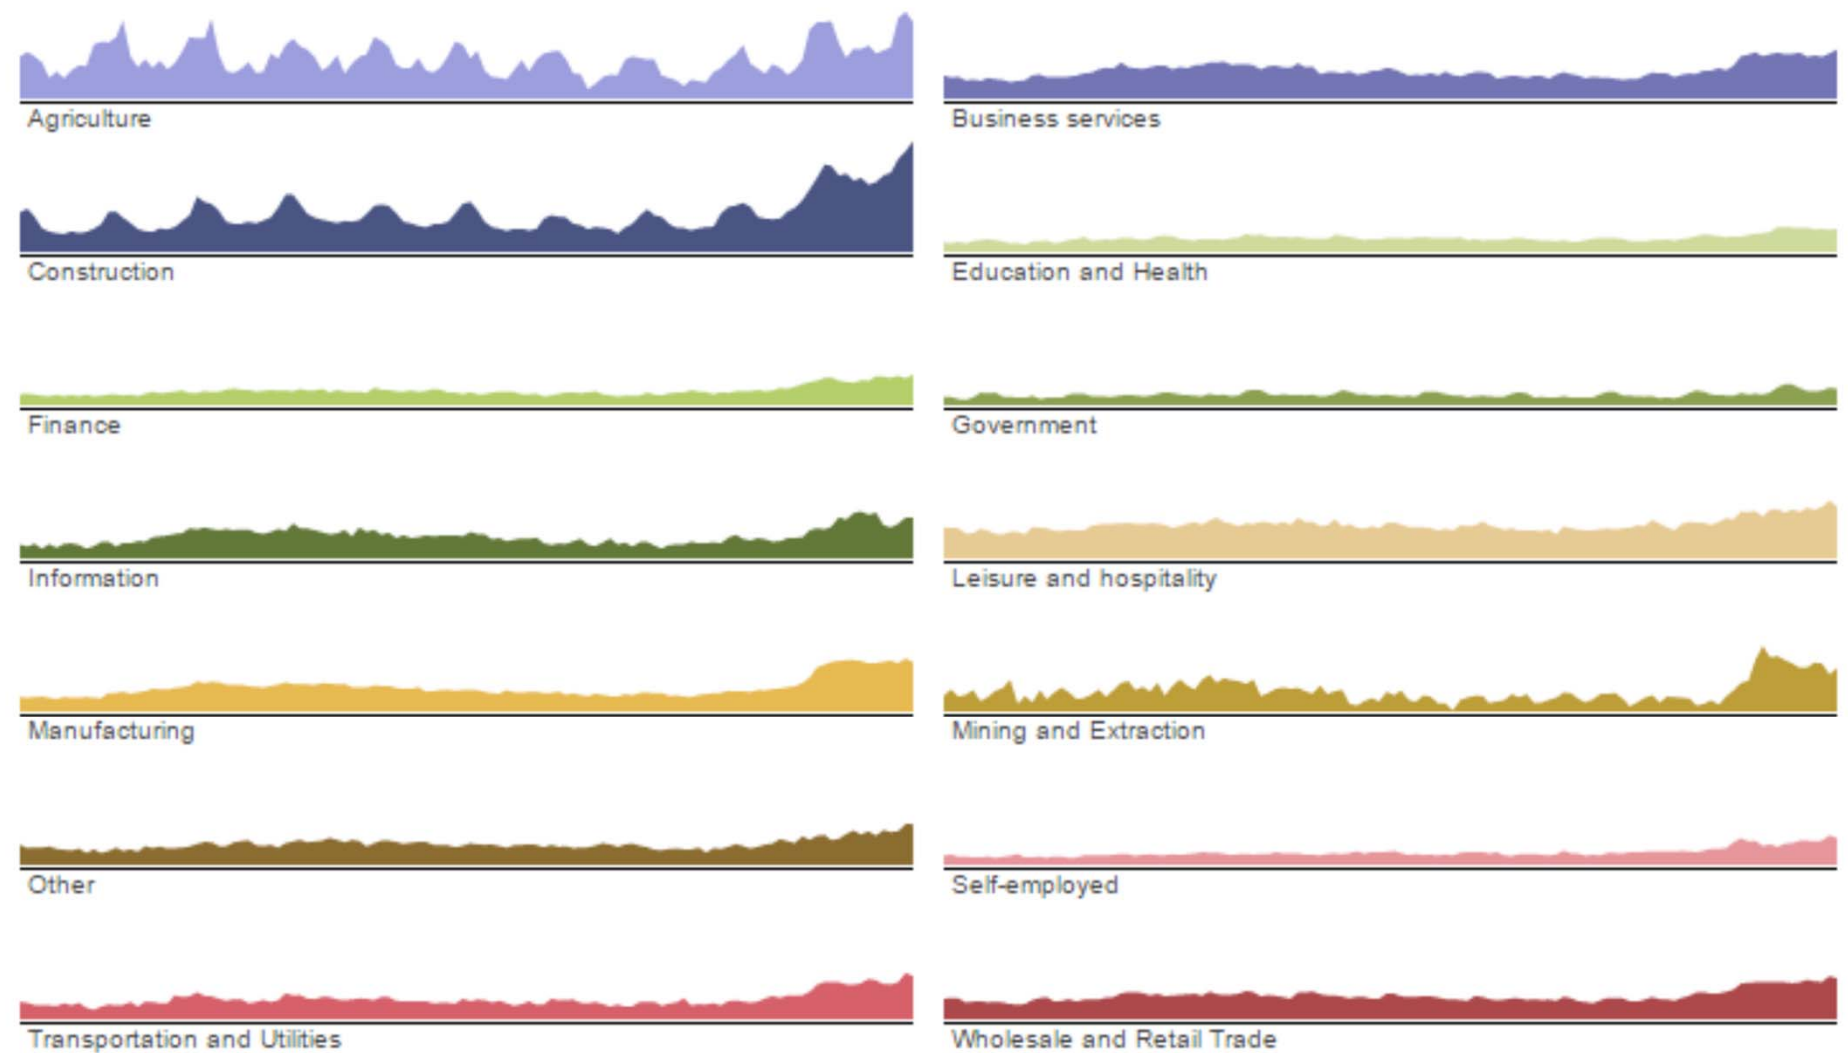 Agriculture
Business services
Construction
Education and Health
Finance
Government
Information
Leisure and hospitality
Manufacturing
Mining and Extraction
Other
Self-employed
Transportation and Utilities
Wholesale and Retail Trade